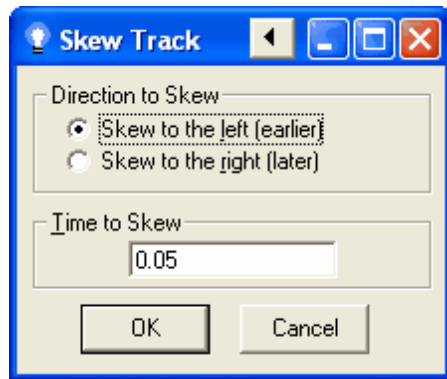 Skew Track
Direction to Skew
Skew to the left (earlier)
Skew to the right (later)
Time to Skew
0.05
OK
Cancel